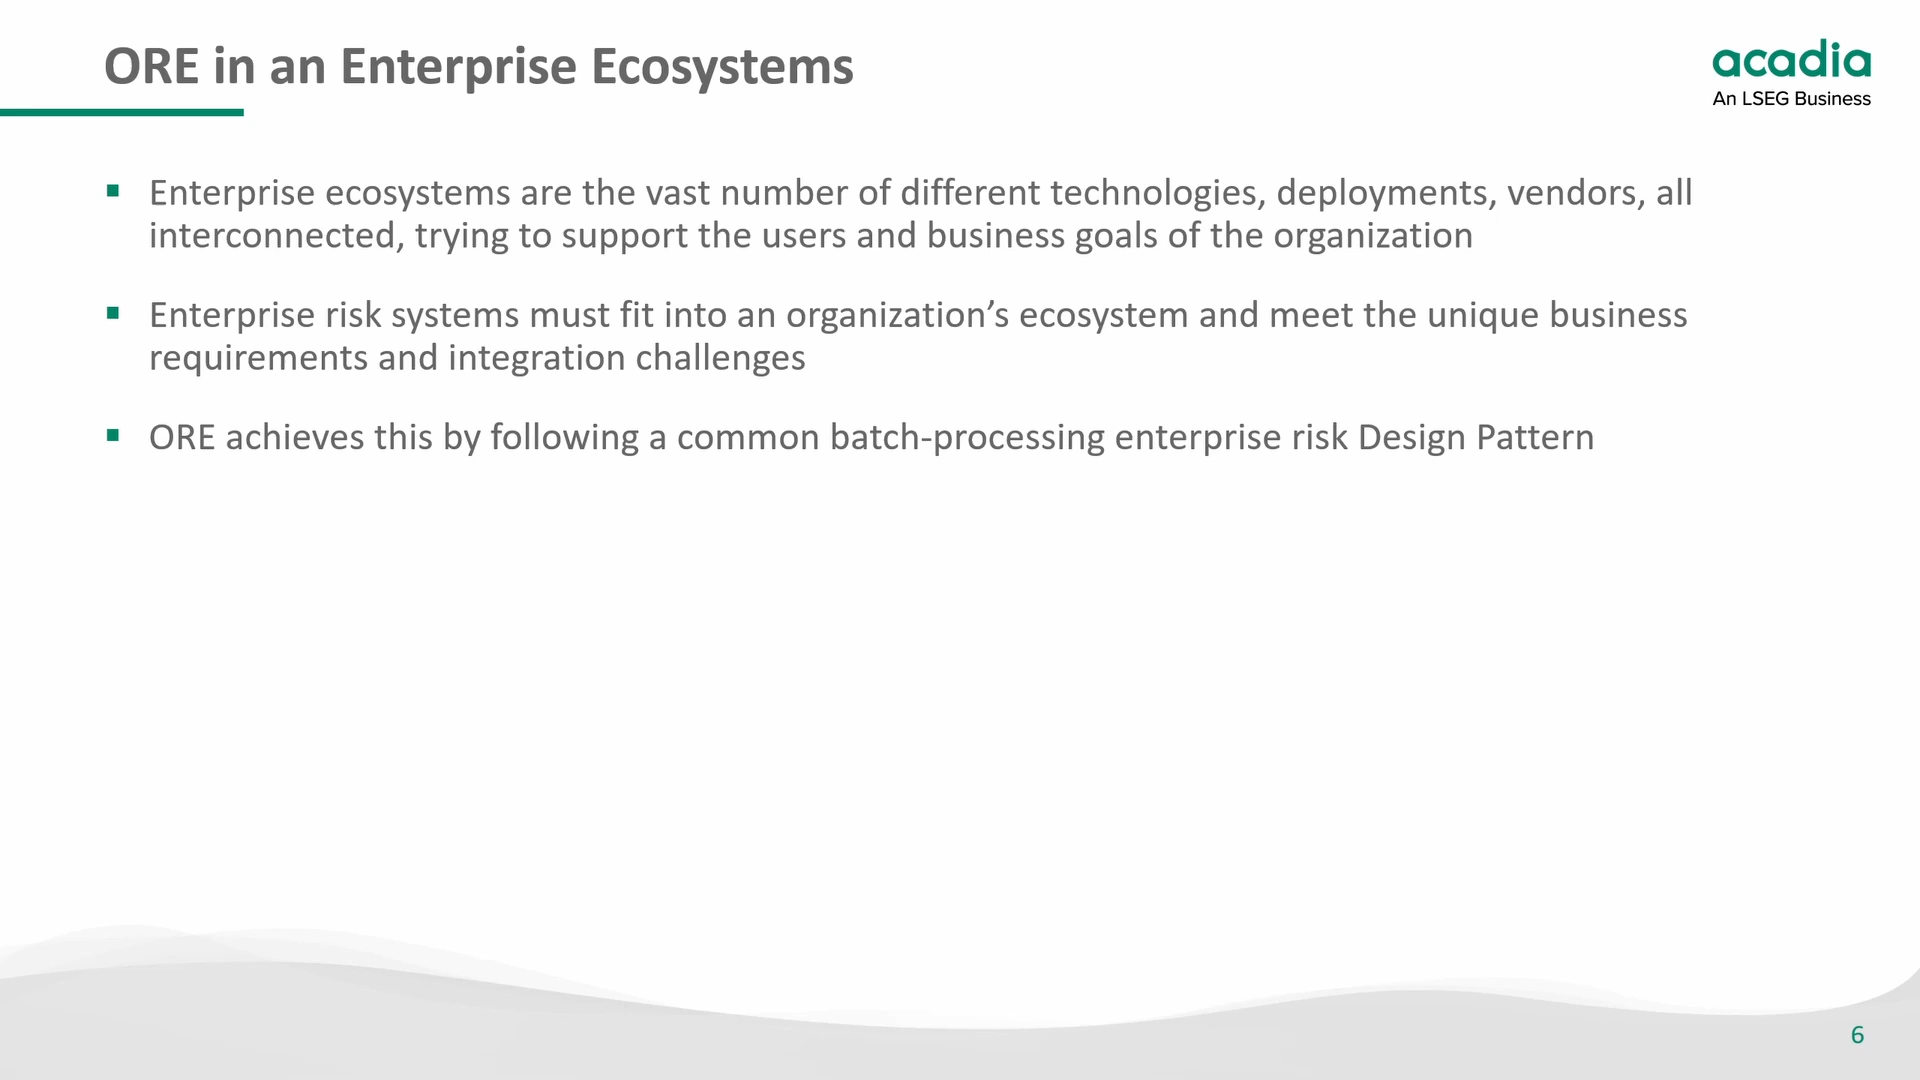 ORE in an Enterprise Ecosystems
acadia
An LSEG Business
▪ Enterprise ecosystems are the vast number of different technologies, deployments, vendors, all
interconnected, trying to support the users and business goals of the organization
▪ Enterprise risk systems must fit into an organization’s ecosystem and meet the unique business
requirements and integration challenges
▪ ORE achieves this by following a common batch-processing enterprise risk Design Pattern
6